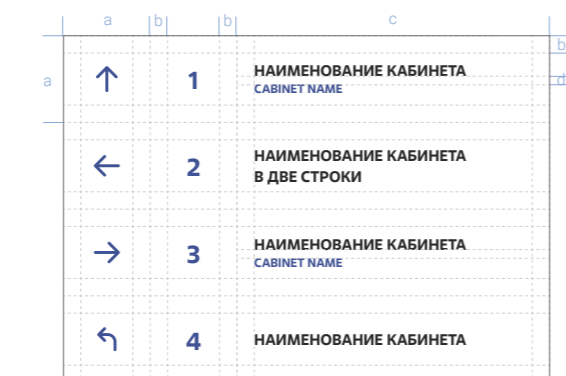 a b b c
b
a
d
1
НАИМЕНОВАНИЕ КАБИНЕТА
CABINET NAME
2
НАИМЕНОВАНИЕ КАБИНЕТА
В ДВЕ СТРОКИ
3
НАИМЕНОВАНИЕ КАБИНЕТА
CABINET NAME
4
НАИМЕНОВАНИЕ КАБИНЕТА